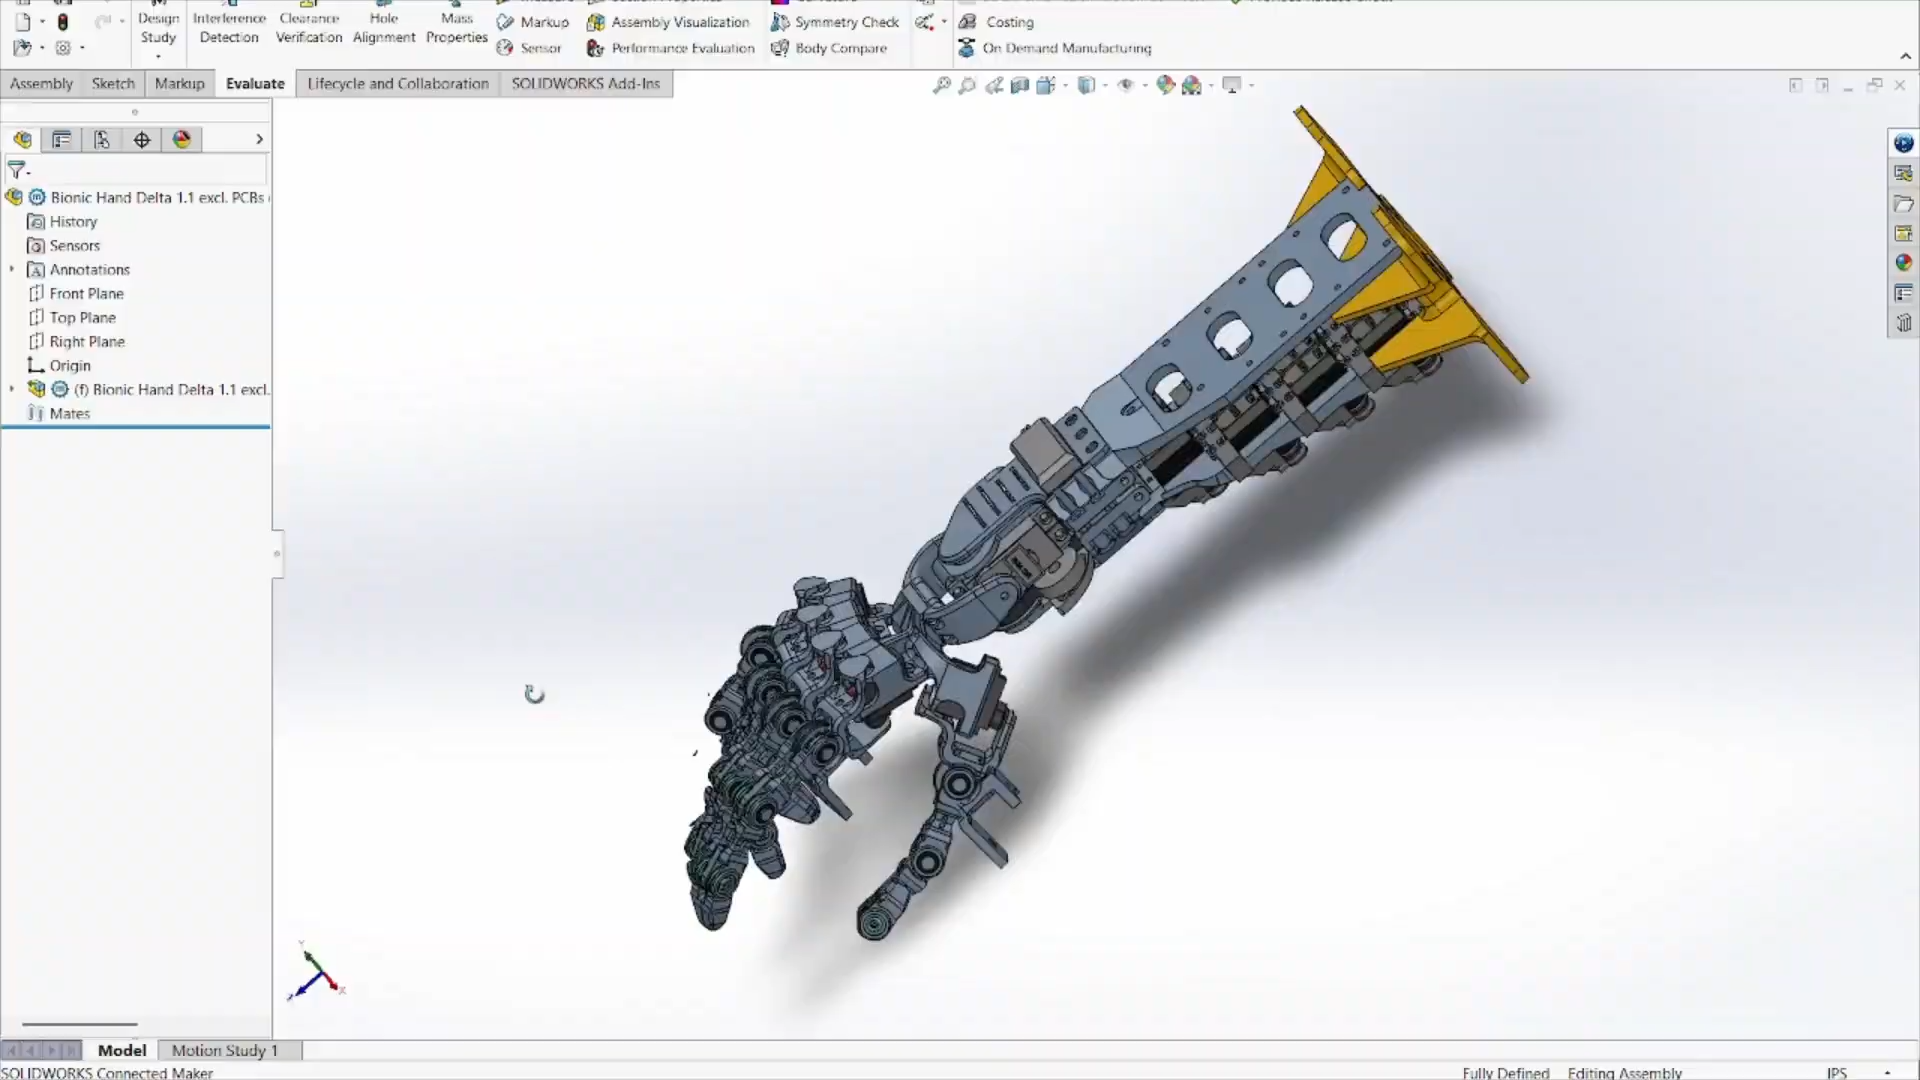 Design Study
Interference Detection
Clearance Verification
Hole Alignment
Mass Properties
Markup
Sensor
Assembly Visualization
Performance Evaluation
Symmetry Check
Body Compare
Costing
On Demand Manufacturing
Assembly
Sketch
Markup
Evaluate
Lifecycle and Collaboration
SOLIDWORKS Add-Ins
Bionic Hand Delta 1.1 excl. PCBs
History
Sensors
Annotations
Front Plane
Top Plane
Right Plane
Origin
(f) Bionic Hand Delta 1.1 excl.
Mates
Y
X
Z
Model
Motion Study 1
SOLIDWORKS Connected Maker
Fully Defined
Editing Assembly
IPS